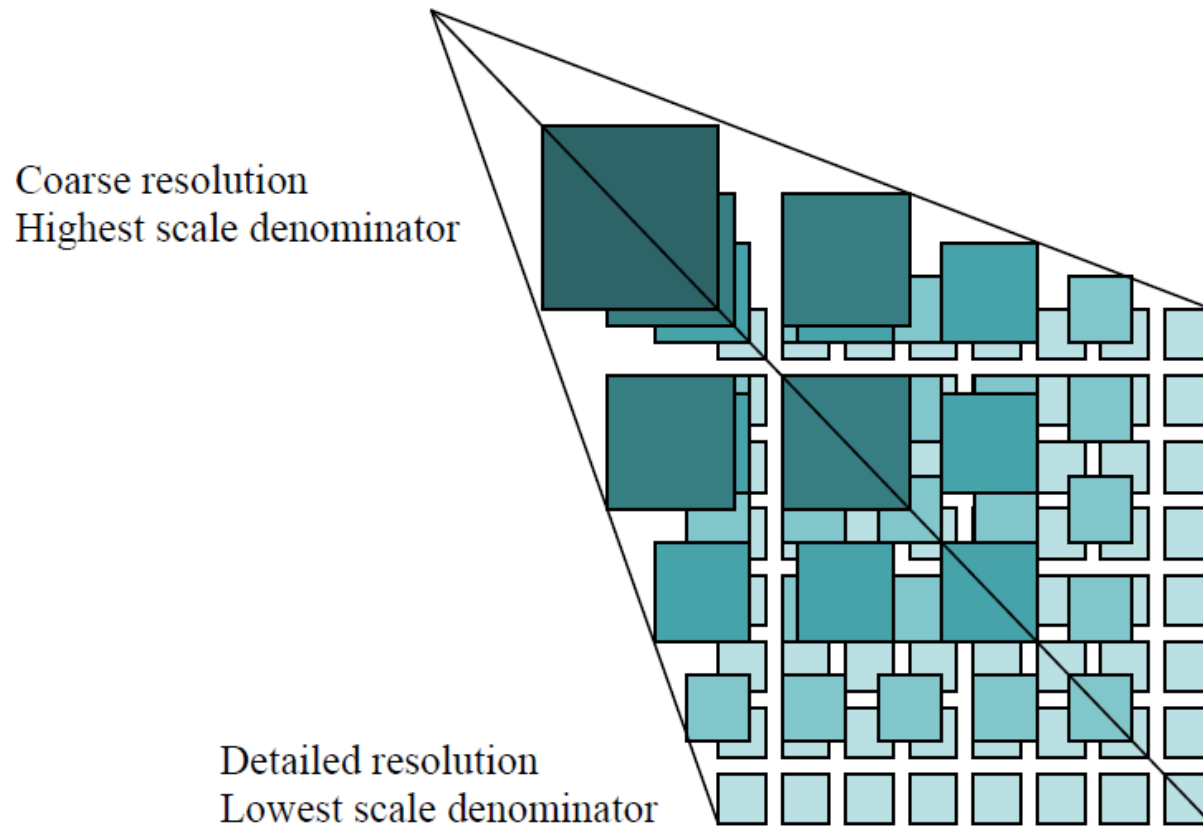 Coarse resolution
Highest scale denominator
Detailed resolution
Lowest scale denominator